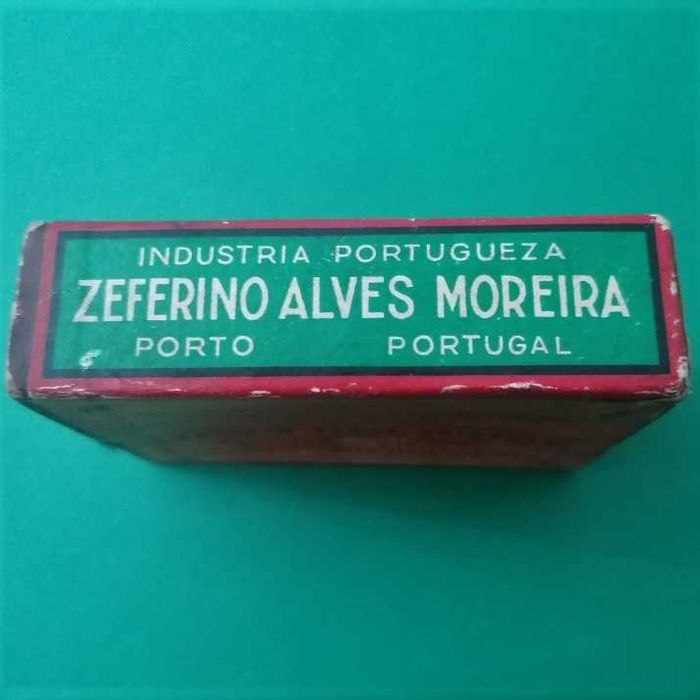 INDUSTRIA PORTUGUEZA
ZEFERINO ALVES MOREIRA
PORTO PORTUGAL